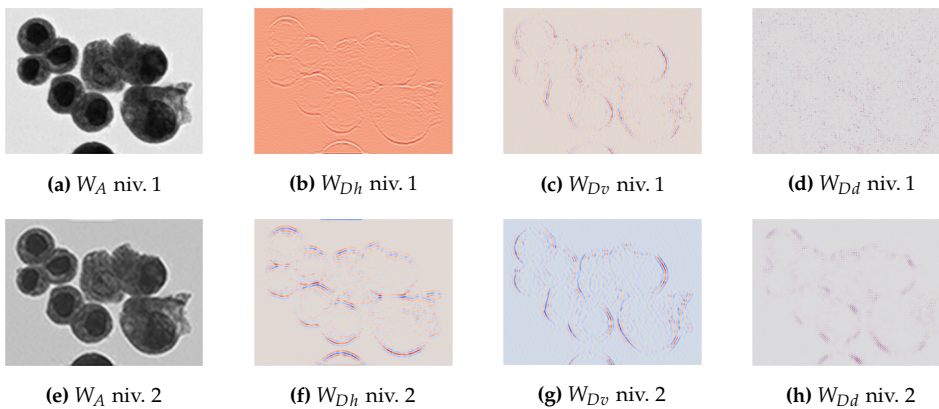 (a) W_A niv. 1
(b) W_Dh niv. 1
(c) W_Dv niv. 1
(d) W_Dd niv. 1
(e) W_A niv. 2
(f) W_Dh niv. 2
(g) W_Dv niv. 2
(h) W_Dd niv. 2